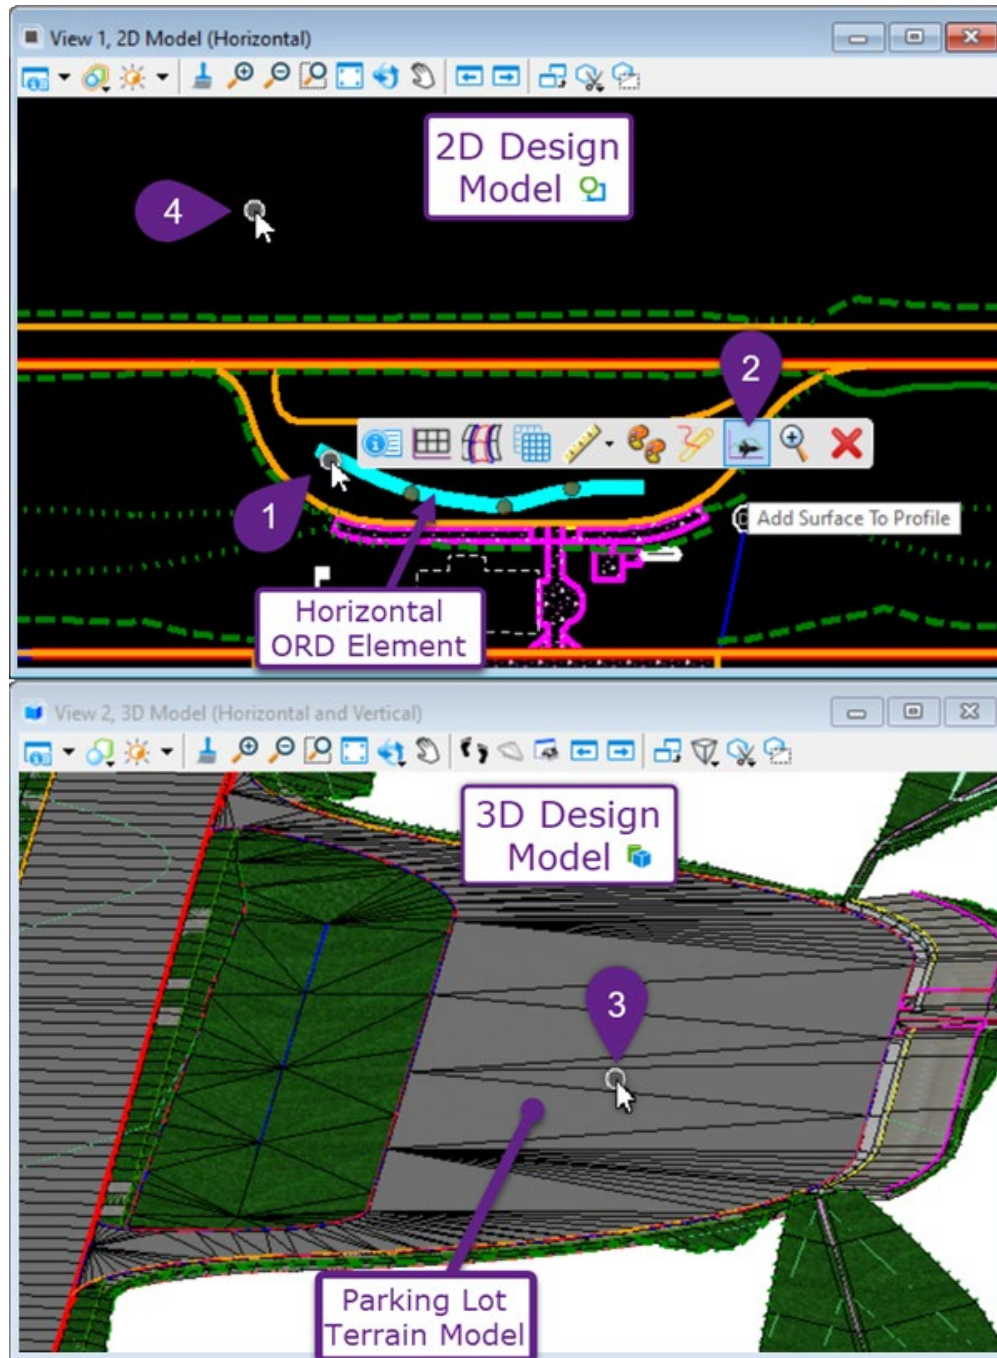 View 1, 2D Model (Horizontal)
2D Design
Model
4
2
1
Add Surface To Profile
Horizontal
ORD Element
View 2, 3D Model (Horizontal and Vertical)
3D Design
Model
3
Parking Lot
Terrain Model